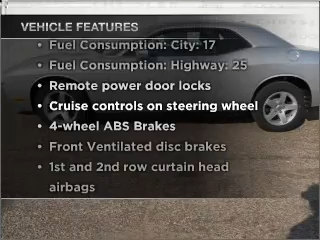 VEHICLE FEATURES
• Fuel Consumption: City: 17
• Fuel Consumption: Highway: 25
• Remote power door locks
• Cruise controls on steering wheel
• 4-wheel ABS Brakes
• Front Ventilated disc brakes
• 1st and 2nd row curtain head
airbags